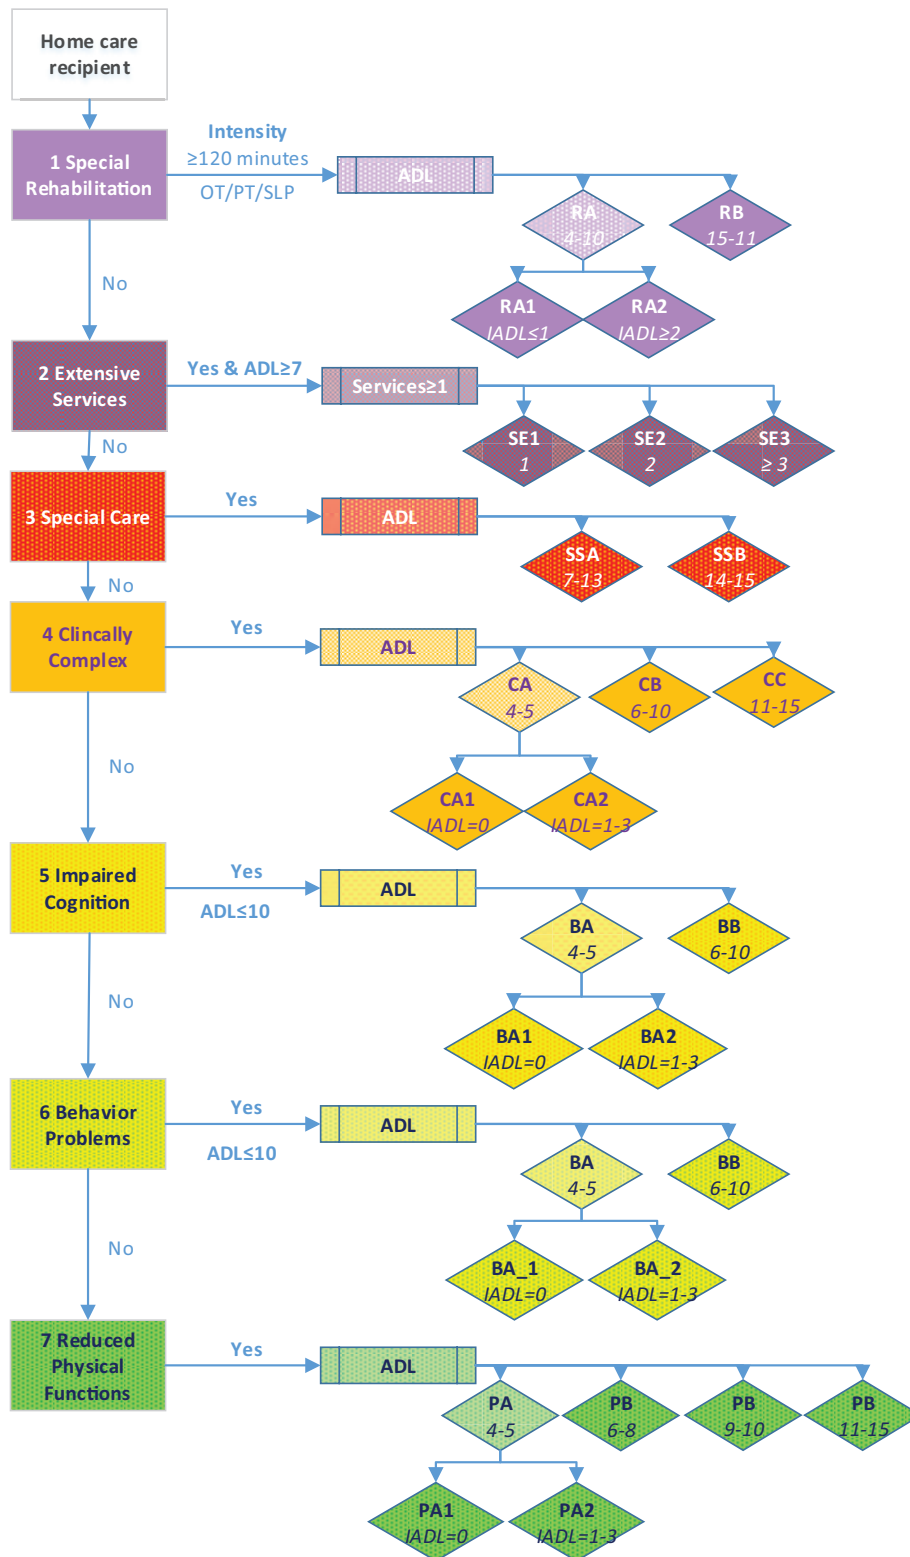 Home care
recipient
1 Special
Rehabilitation
Intensity
≥120 minutes
OT/PT/SLP
ADL
RA
4-10
RB
15-11
RA1
IADL≤1
RA2
IADL≥2
No
2 Extensive
Services
Yes & ADL≥7
Services≥1
SE1
1
SE2
2
SE3
≥ 3
No
3 Special Care
Yes
ADL
SSA
7-13
SSB
14-15
No
4 Clincally
Complex
Yes
ADL
CA
4-5
CB
6-10
CC
11-15
CA1
IADL=0
CA2
IADL=1-3
No
5 Impaired
Cognition
Yes
ADL≤10
ADL
BA
4-5
BB
6-10
BA1
IADL=0
BA2
IADL=1-3
No
6 Behavior
Problems
Yes
ADL≤10
ADL
BA
4-5
BB
6-10
BA_1
IADL=0
BA_2
IADL=1-3
No
7 Reduced
Physical
Functions
Yes
ADL
PA
4-5
PB
6-8
PB
9-10
PB
11-15
PA1
IADL=0
PA2
IADL=1-3